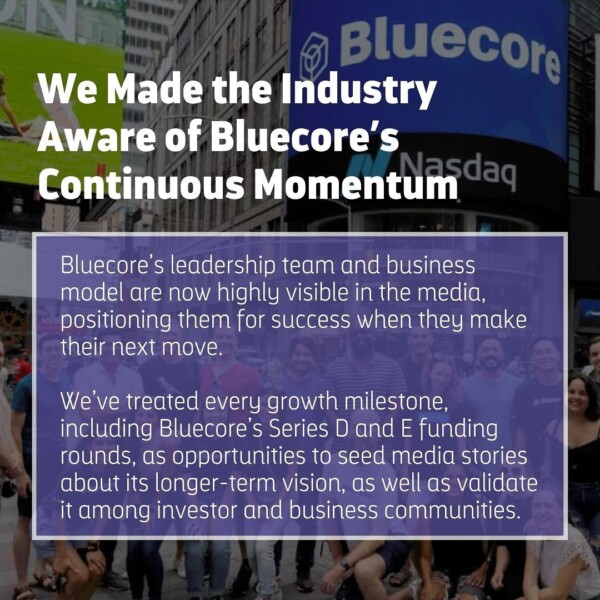 ON
Bluecore
We Made the Industry
Aware of Bluecore's
Continuous Momentum
Nasdaq
Bluecore's leadership team and business
model are now highly visible in the media,
positioning them for success when they make
their next move.
We've treated every growth milestone,
including Bluecore's Series D and E funding
rounds, as opportunities to seed media stories
about its longer-term vision, as well as validate
it among investor and business communities.